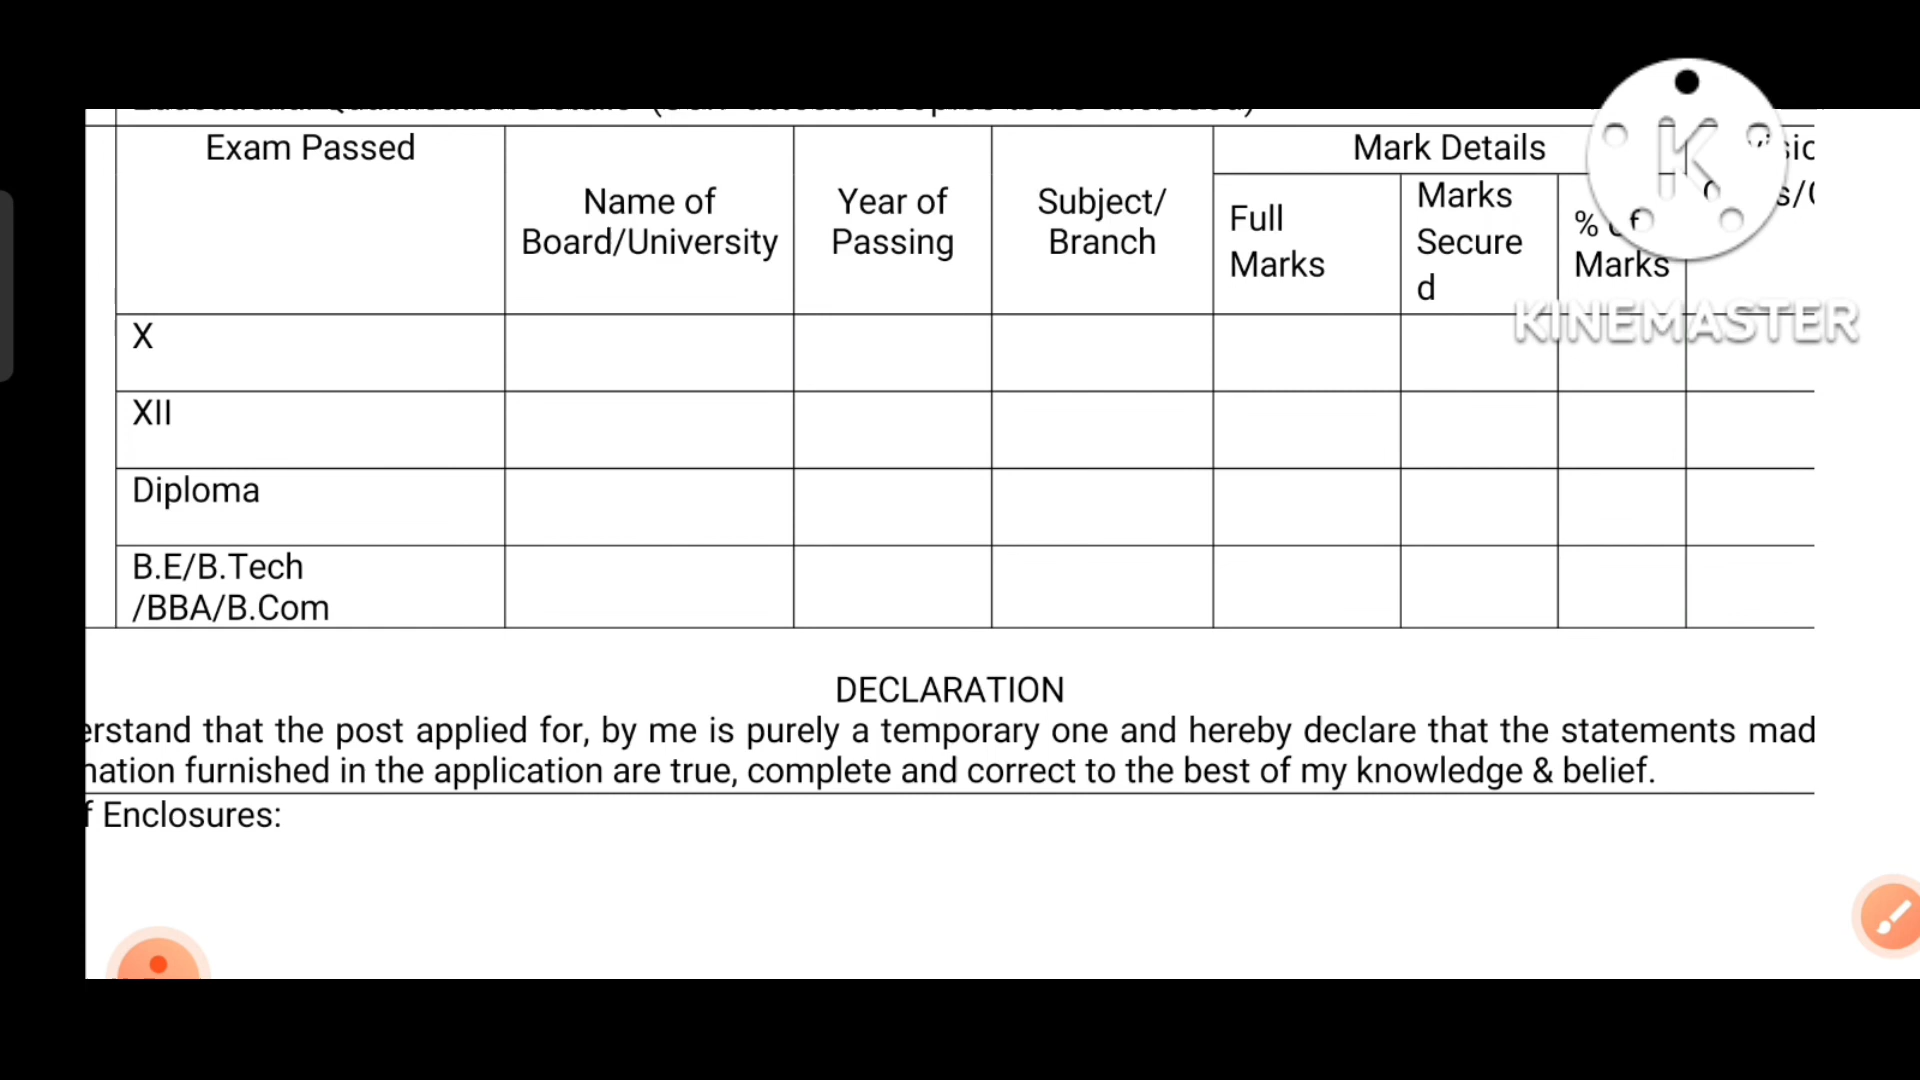 Exam Passed
Name of
Board/University
Year of
Passing
Subject/
Branch
Mark Details
Full
Marks
Marks
Secure
d
% of
Marks
KINEMASTER
X
XII
Diploma
B.E/B.Tech
/BBA/B.Com
DECLARATION
erstand that the post applied for, by me is purely a temporary one and hereby declare that the statements mad
nation furnished in the application are true, complete and correct to the best of my knowledge & belief.
f Enclosures: